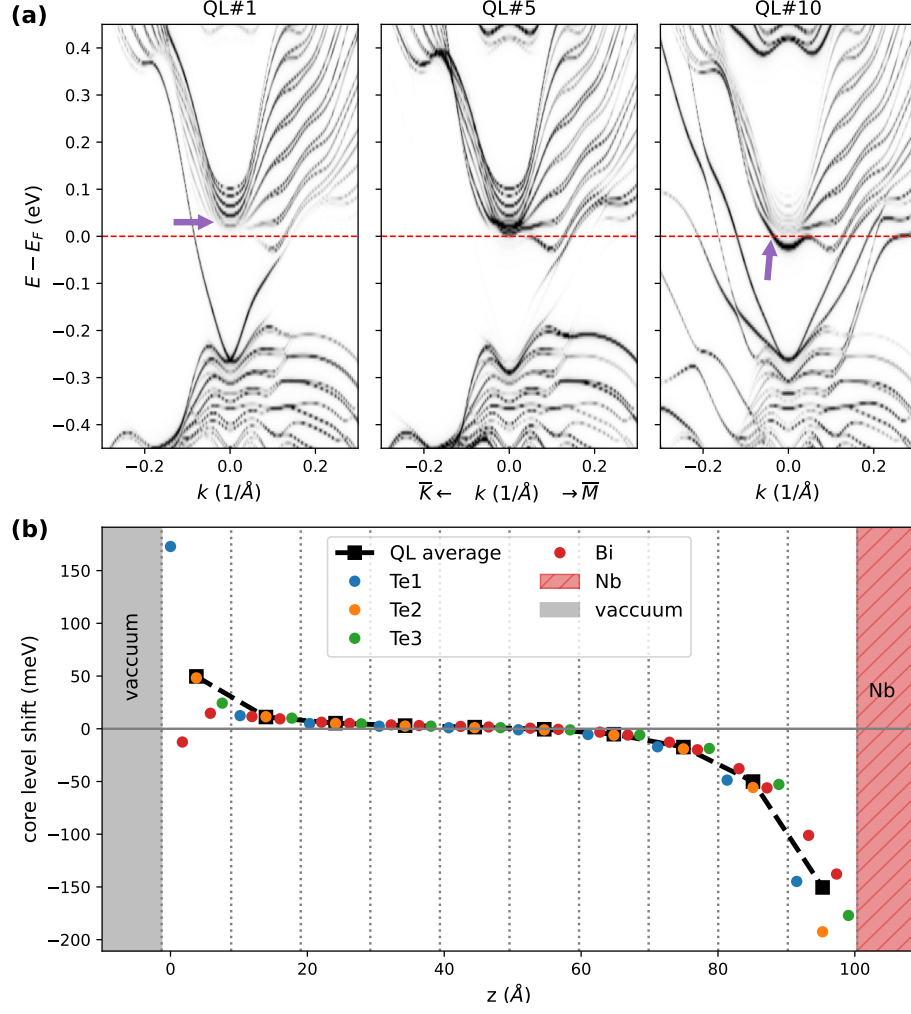 (a)
QL#1 QL#5 QL#10
E − E_F (eV)
0.4
0.3
0.2
0.1
0.0
−0.1
−0.2
−0.3
−0.4
−0.2 0.0 0.2
−0.2 0.0 0.2
−0.2 0.0 0.2
k (1/Å)
K̅ ← k (1/Å) → M̅
k (1/Å)
(b)
core level shift (meV)
150
100
50
0
−50
−100
−150
−200
vaccuum
QL average
Te1
Te2
Te3
Bi
Nb
vaccuum
Nb
0 20 40 60 80 100
z (Å)